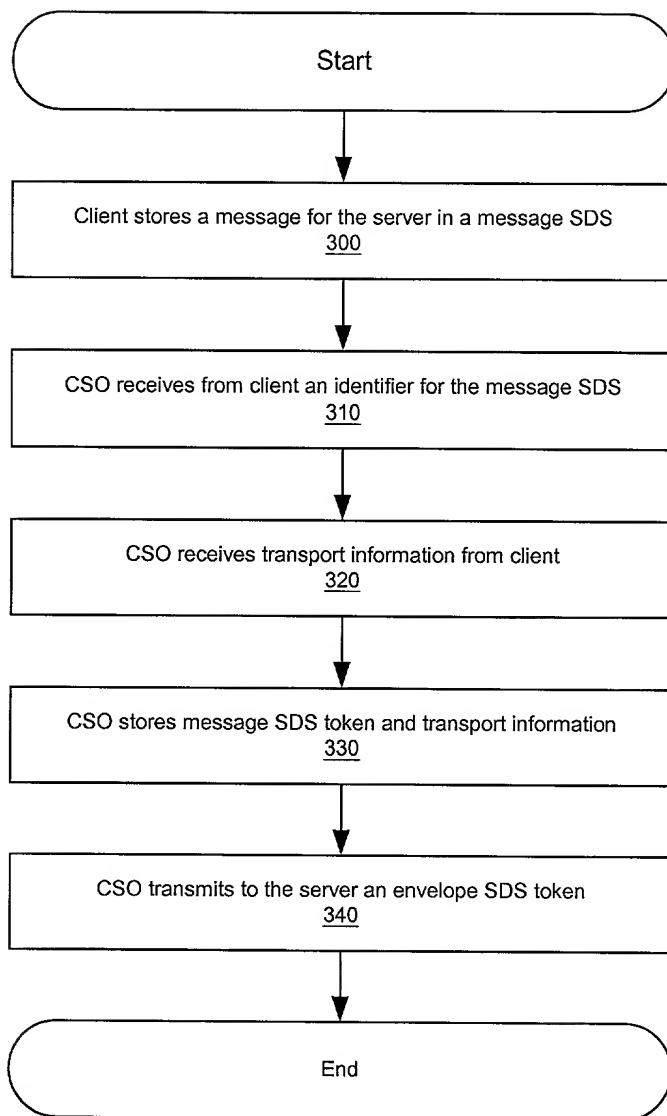 Start
Client stores a message for the server in a message SDS
300
CSO receives from client an identifier for the message SDS
310
CSO receives transport information from client
320
CSO stores message SDS token and transport information
330
CSO transmits to the server an envelope SDS token
340
End